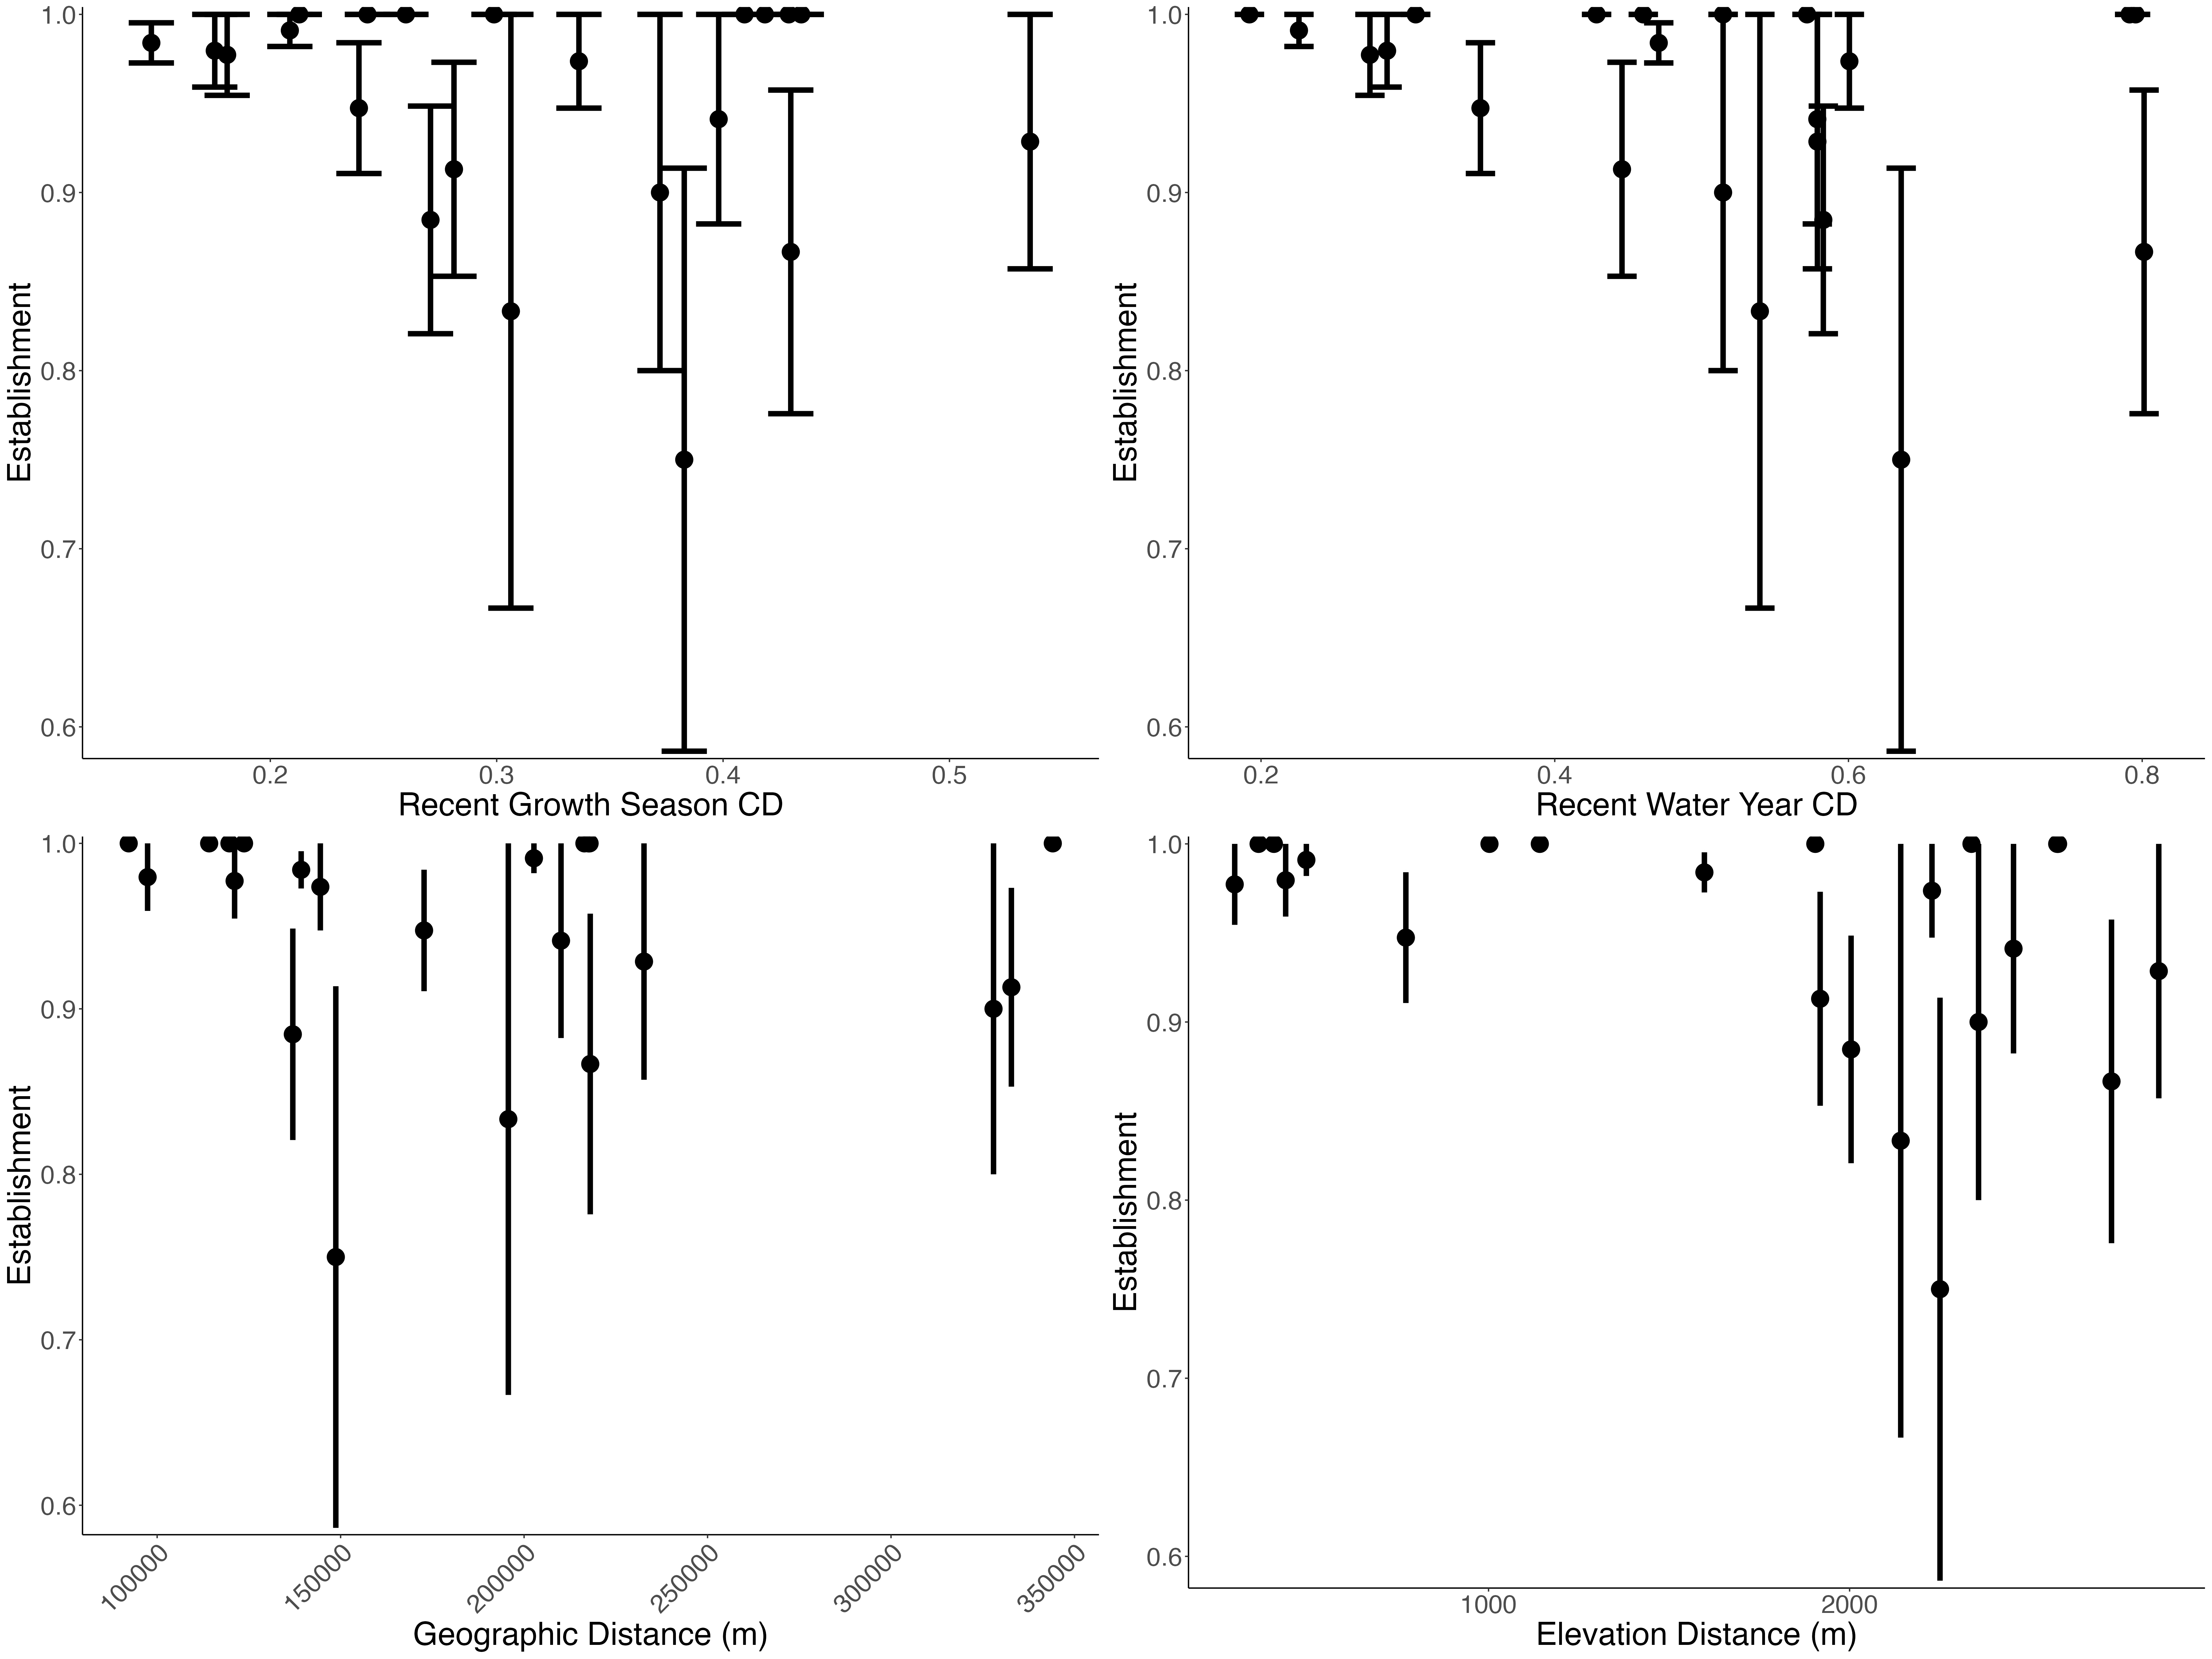 1.0
0.9
0.8
0.7
0.6
Establishment
0.2 0.3 0.4 0.5
Recent Growth Season CD
1.0
0.9
0.8
0.7
0.6
Establishment
0.2 0.4 0.6 0.8
Recent Water Year CD
1.0
0.9
0.8
0.7
0.6
Establishment
100000 150000 200000 250000 300000 350000
Geographic Distance (m)
1.0
0.9
0.8
0.7
0.6
Establishment
1000 2000
Elevation Distance (m)